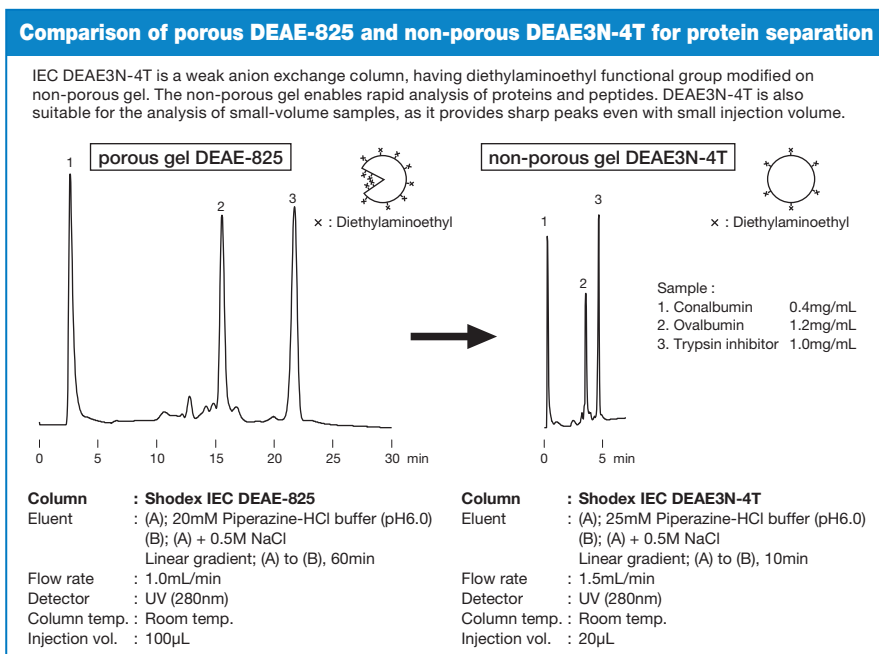 Comparison of porous DEAE-825 and non-porous DEAE3N-4T for protein separation
IEC DEAE3N-4T is a weak anion exchange column, having diethylaminoethyl functional group modified on
non-porous gel. The non-porous gel enables rapid analysis of proteins and peptides. DEAE3N-4T is also
suitable for the analysis of small-volume samples, as it provides sharp peaks even with small injection volume.
porous gel DEAE-825
× : Diethylaminoethyl
1
2
3
0 5 10 15 20 25 30 min
non-porous gel DEAE3N-4T
× : Diethylaminoethyl
1
2
3
0 5 min
Sample :
1. Conalbumin 0.4mg/mL
2. Ovalbumin 1.2mg/mL
3. Trypsin inhibitor 1.0mg/mL
Column : Shodex IEC DEAE-825
Eluent : (A); 20mM Piperazine-HCl buffer (pH6.0)
(B); (A) + 0.5M NaCl
Linear gradient; (A) to (B), 60min
Flow rate : 1.0mL/min
Detector : UV (280nm)
Column temp. : Room temp.
Injection vol. : 100μL
Column : Shodex IEC DEAE3N-4T
Eluent : (A); 25mM Piperazine-HCl buffer (pH6.0)
(B); (A) + 0.5M NaCl
Linear gradient; (A) to (B), 10min
Flow rate : 1.5mL/min
Detector : UV (280nm)
Column temp. : Room temp.
Injection vol. : 20μL